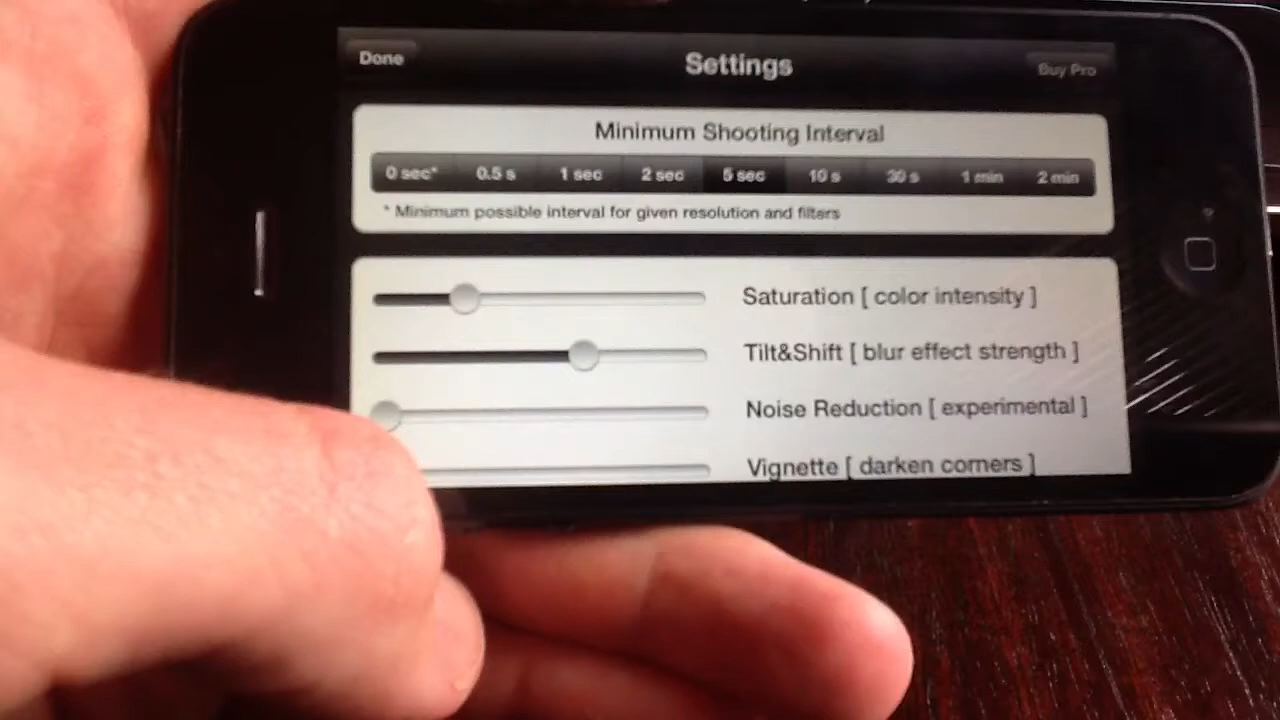 Done Settings Buy Pro
Minimum Shooting Interval
0 sec* 0.5 s 1 sec 2 sec 5 sec 10 s 30 s 1 min 2 min
* Minimum possible interval for given resolution and filters
Saturation [ color intensity ]
Tilt&Shift [ blur effect strength ]
Noise Reduction [ experimental ]
Vignette [ darken corners ]